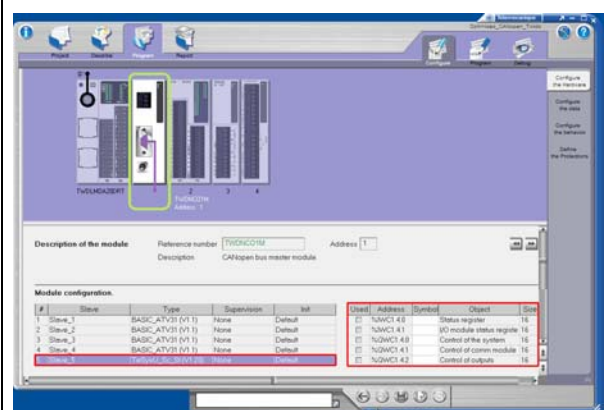 Telemecanique
Optimised_CANopen_Twido
Project
Describe
Program
Report
Configure
Program
Debug
Configure
the Hardware
Configure
the data
Configure
the behavior
Define
the Protections
TWDLMDA20DRT
1
2
3
4
TWDNCO1M
Address : 1
Description of the module
Reference number
TWDNCO1M
Address
1
Description
CANopen bus master module.
Module configuration.
# Slave Type Supervision Init
1 Slave_1 BASIC_ATV31 (V1.1) None Default
2 Slave_2 BASIC_ATV31 (V1.1) None Default
3 Slave_3 BASIC_ATV31 (V1.1) None Default
4 Slave_4 BASIC_ATV31 (V1.1) None Default
Slave_5 None Default
Used Address Symbol Object Size
%IWC1.4.0 Status register 16
%IWC1.4.1 I/O module status registe 16
%QWC1.4.0 Control of the system 16
%QWC1.4.1 Control of comm module 16
%QWC1.4.2 Control of outputs 16